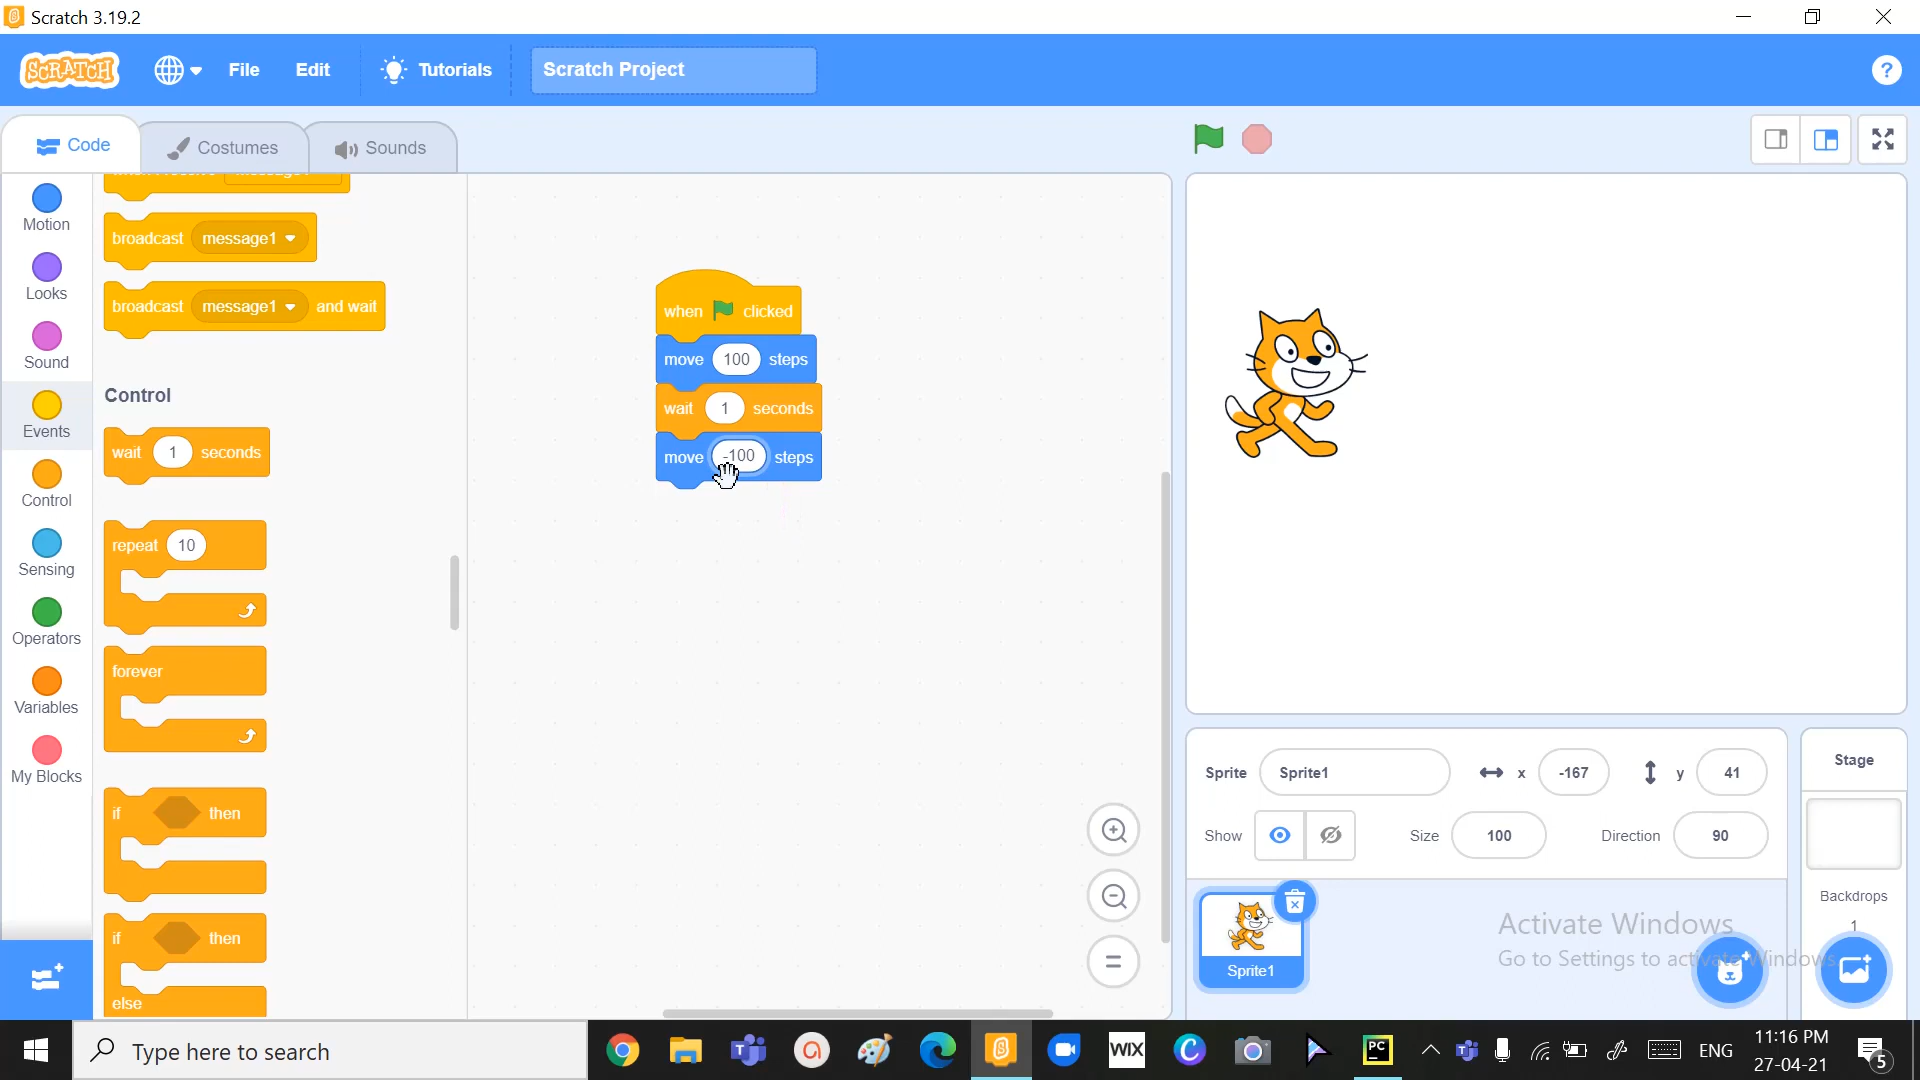 Scratch 3.19.2
SCRATCH
File Edit Tutorials Scratch Project
?
Code Costumes Sounds
Motion
Looks
Sound
Events
Control
Sensing
Operators
Variables
My Blocks
broadcast message1
broadcast message1 and wait
Control
wait 1 seconds
repeat 10
forever
if then
if then
else
when clicked
move 100 steps
wait 1 seconds
move -100 steps
Sprite Sprite1 x -167 y 41
Show Size 100 Direction 90
Sprite1
Stage
Backdrops
1
Activate Windows
Go to Settings to activate Windows
Type here to search
WIX
PC
ENG
11:16 PM
27-04-21
5